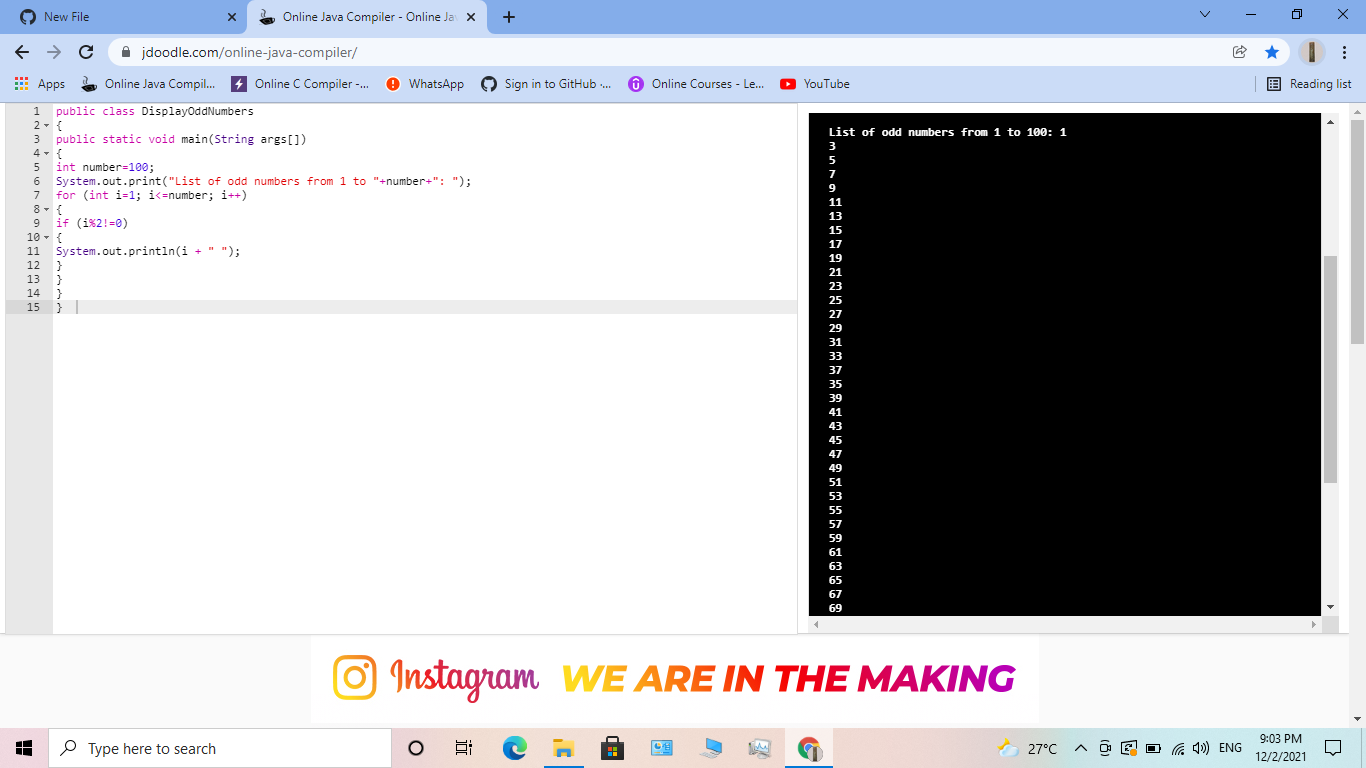 New File
Online Java Compiler - Online Ja
jdoodle.com/online-java-compiler/
Apps
Online Java Compil...
Online C Compiler -...
WhatsApp
Sign in to GitHub ·...
Online Courses - Le...
YouTube
Reading list
1 public class DisplayOddNumbers
2 {
3 public static void main(String args[])
4 {
5 int number=100;
6 System.out.print("List of odd numbers from 1 to "+number+": ");
7 for (int i=1; i<=number; i++)
8 {
9 if (i%2!=0)
10 {
11 System.out.println(i + " ");
12 }
13 }
14 }
15 }
List of odd numbers from 1 to 100: 1
3
5
7
9
11
13
15
17
19
21
23
25
27
29
31
33
37
35
39
41
43
45
47
49
51
53
55
57
59
61
63
65
67
69
Instagram WE ARE IN THE MAKING
Type here to search
27°C
ENG
9:03 PM
12/2/2021